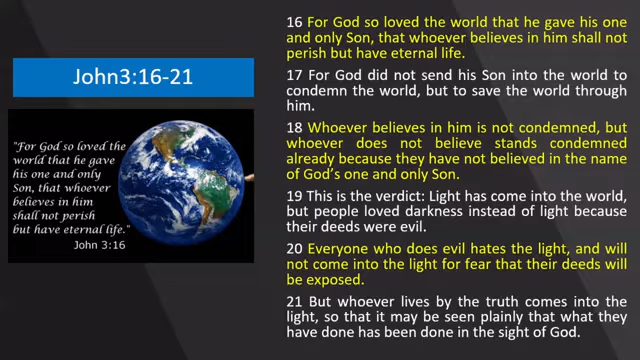 John3:16-21
"For God so loved the
world that he gave
his one and only
Son, that whoever
believes in him
shall not perish
but have eternal life."
John 3:16
16 For God so loved the world that he gave his one
and only Son, that whoever believes in him shall not
perish but have eternal life.
17 For God did not send his Son into the world to
condemn the world, but to save the world through
him.
18 Whoever believes in him is not condemned, but
whoever does not believe stands condemned
already because they have not believed in the name
of God's one and only Son.
19 This is the verdict: Light has come into the world,
but people loved darkness instead of light because
their deeds were evil.
20 Everyone who does evil hates the light, and will
not come into the light for fear that their deeds will
be exposed.
21 But whoever lives by the truth comes into the
light, so that it may be seen plainly that what they
have done has been done in the sight of God.